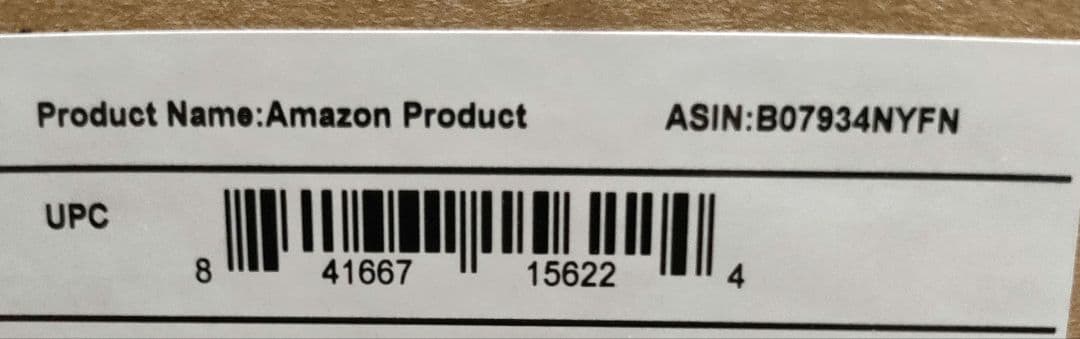 Product Name:Amazon Product ASIN:B07934NYFN
UPC
8 41667 15622 4